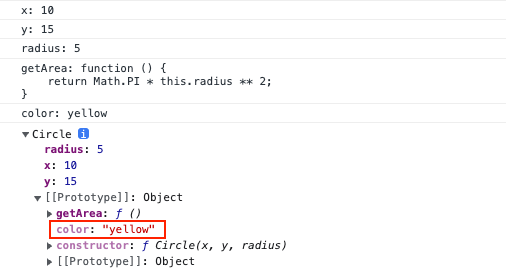 x: 10
y: 15
radius: 5
getArea: function () {
return Math.PI * this.radius ** 2;
}
color: yellow
▼Circle i
radius: 5
x: 10
y: 15
▼[[Prototype]]: Object
▶getArea: ƒ ()
color: "yellow"
▶constructor: ƒ Circle(x, y, radius)
▶[[Prototype]]: Object